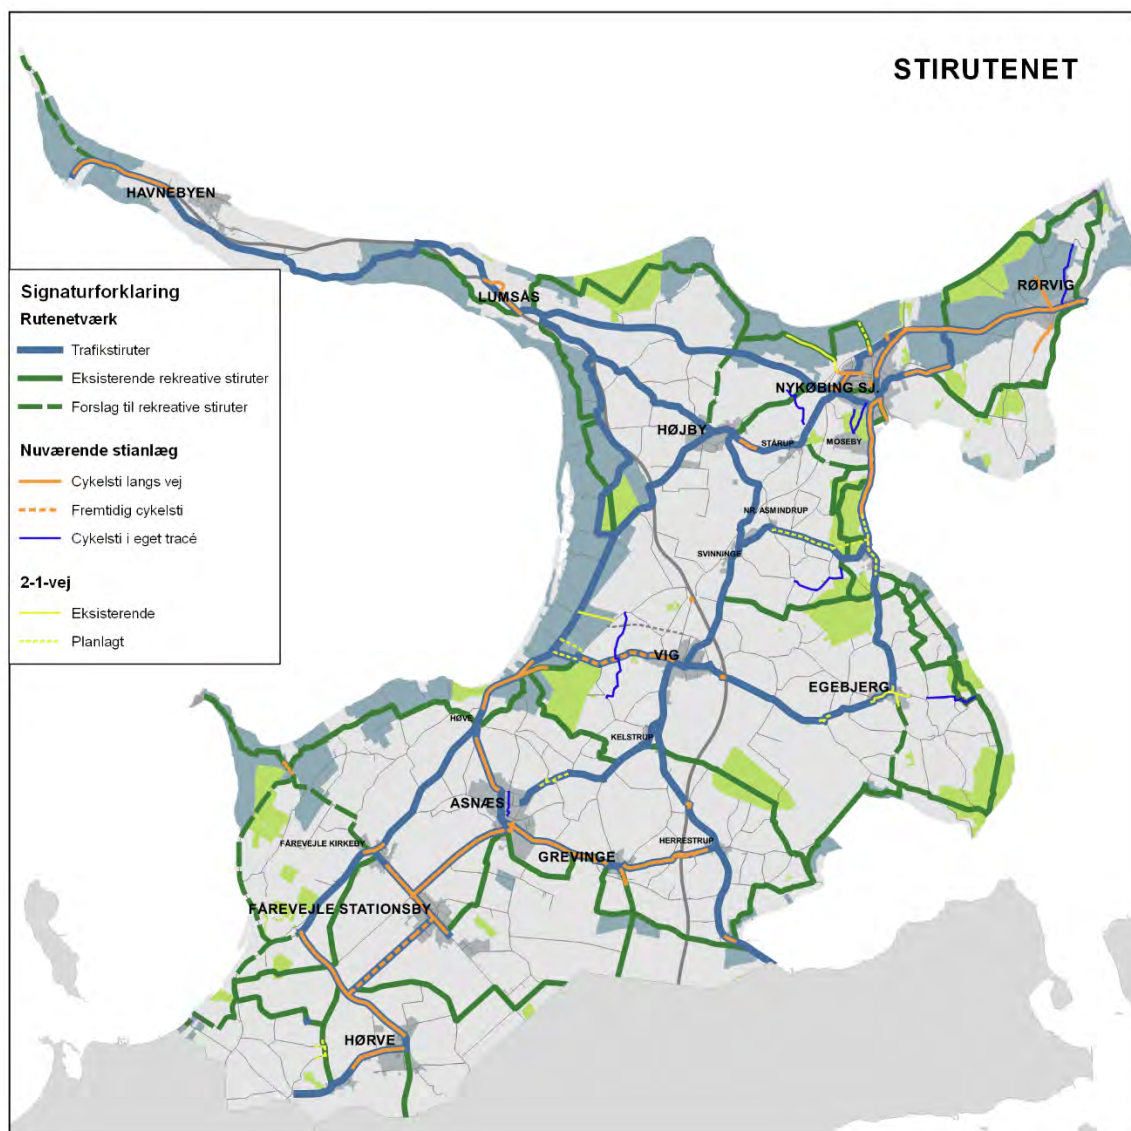 STIRUTENET
HAVNEBYEN
RØRVIG
LUMSÅS
Signaturforklaring
Rutenetværk
Trafikstiruter
Eksisterende rekreative stiruter
Forslag til rekreative stiruter
Nuværende stianlæg
Cykelsti langs vej
Fremtidig cykelsti
Cykelsti i eget tracé
2-1-vej
Eksisterende
Planlagt
NYKØBING SJ.
HØJBY
STÅRUP
MOSEBY
NR. ASMINDRUP
SVINNINGE
VIG
EGEBJERG
HØVE
KELSTRUP
ASNÆS
FÅREVEJLE KIRKEBY
GREVINGE
HERRESTRUP
FÅREVEJLE STATIONSBY
HØRVE